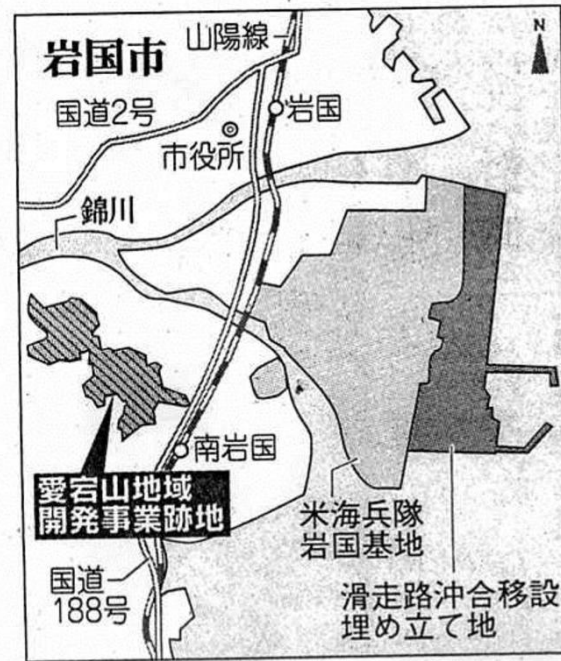 山陽線
N
岩国市
国道2号
岩国
市役所
錦川
南岩国
愛宕山地域
開発事業跡地
米海兵隊
岩国基地
国道
188号
滑走路沖合移設
埋め立て地